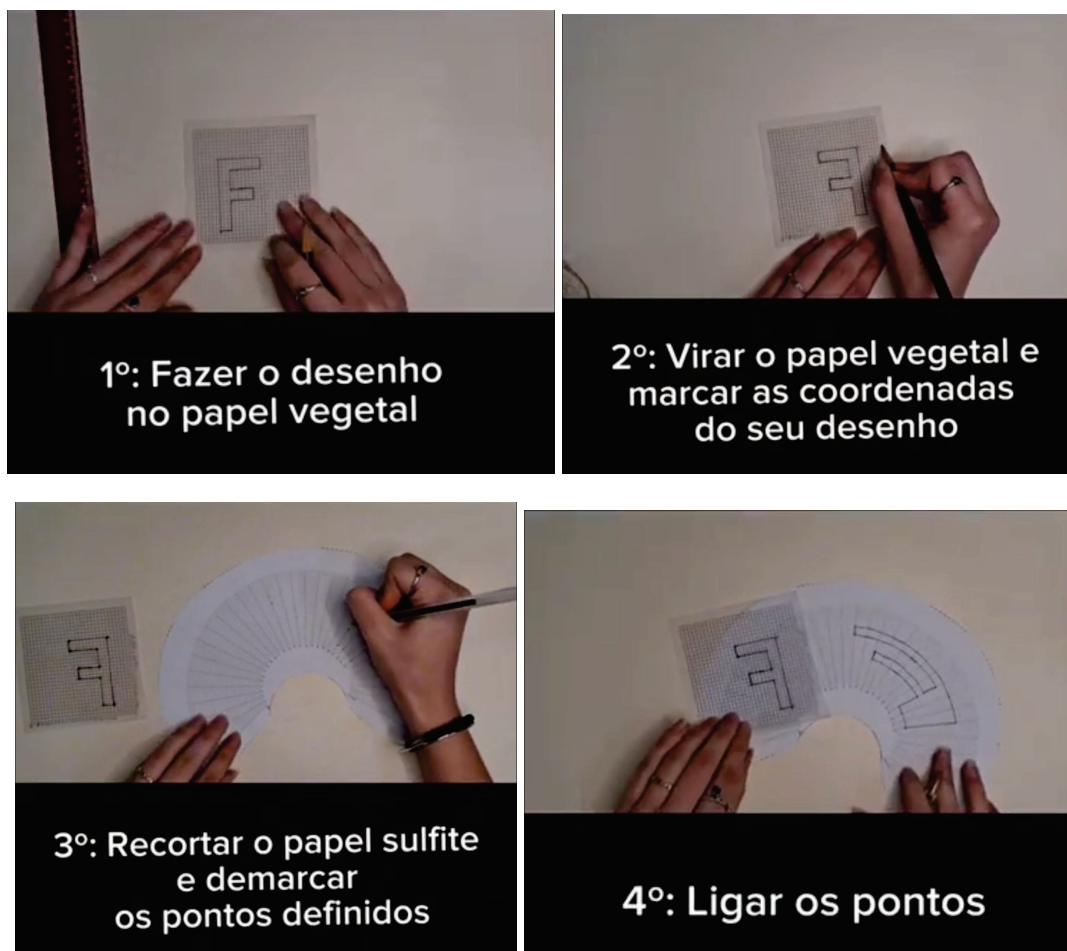 1º: Fazer o desenho
no papel vegetal
2º: Virar o papel vegetal e
marcar as coordenadas
do seu desenho
3º: Recortar o papel sulfite
e demarcar
os pontos definidos
4º: Ligar os pontos